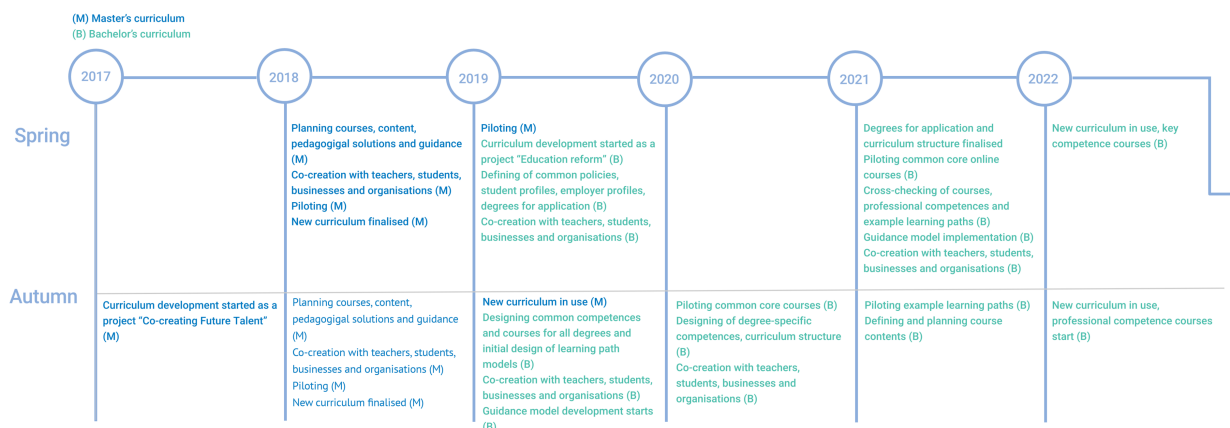 (M) Master's curriculum
(B) Bachelor's curriculum
2017
2018
2019
2020
2021
2022
Spring
Planning courses, content,
pedagogigal solutions and guidance
(M)
Co-creation with teachers, students,
businesses and organisations (M)
Piloting (M)
New curriculum finalised (M)
Piloting (M)
Curriculum development started as a
project "Education reform" (B)
Defining of common policies,
student profiles, employer profiles,
degrees for application (B)
Co-creation with teachers, students,
businesses and organisations (B)
Degrees for application and
curriculum structure finalised
Piloting common core online
courses (B)
Cross-checking of courses,
professional competences and
example learning paths (B)
Guidance model implementation (B)
Co-creation with teachers, students,
businesses and organisations (B)
New curriculum in use, key
competence courses (B)
Autumn
Curriculum development started as a
project "Co-creating Future Talent"
(M)
Planning courses, content,
pedagogigal solutions and guidance
(M)
Co-creation with teachers, students,
businesses and organisations (M)
Piloting (M)
New curriculum finalised (M)
New curriculum in use (M)
Designing common competences
and courses for all degrees and
initial design of learning path
models (B)
Co-creation with teachers, students,
businesses and organisations (B)
Guidance model development starts
(B)
Piloting common core courses (B)
Designing of degree-specific
competences, curriculum structure
(B)
Co-creation with teachers,
students, businesses and
organisations (B)
Piloting example learning paths (B)
Defining and planning course
contents (B)
New curriculum in use,
professional competence courses
start (B)